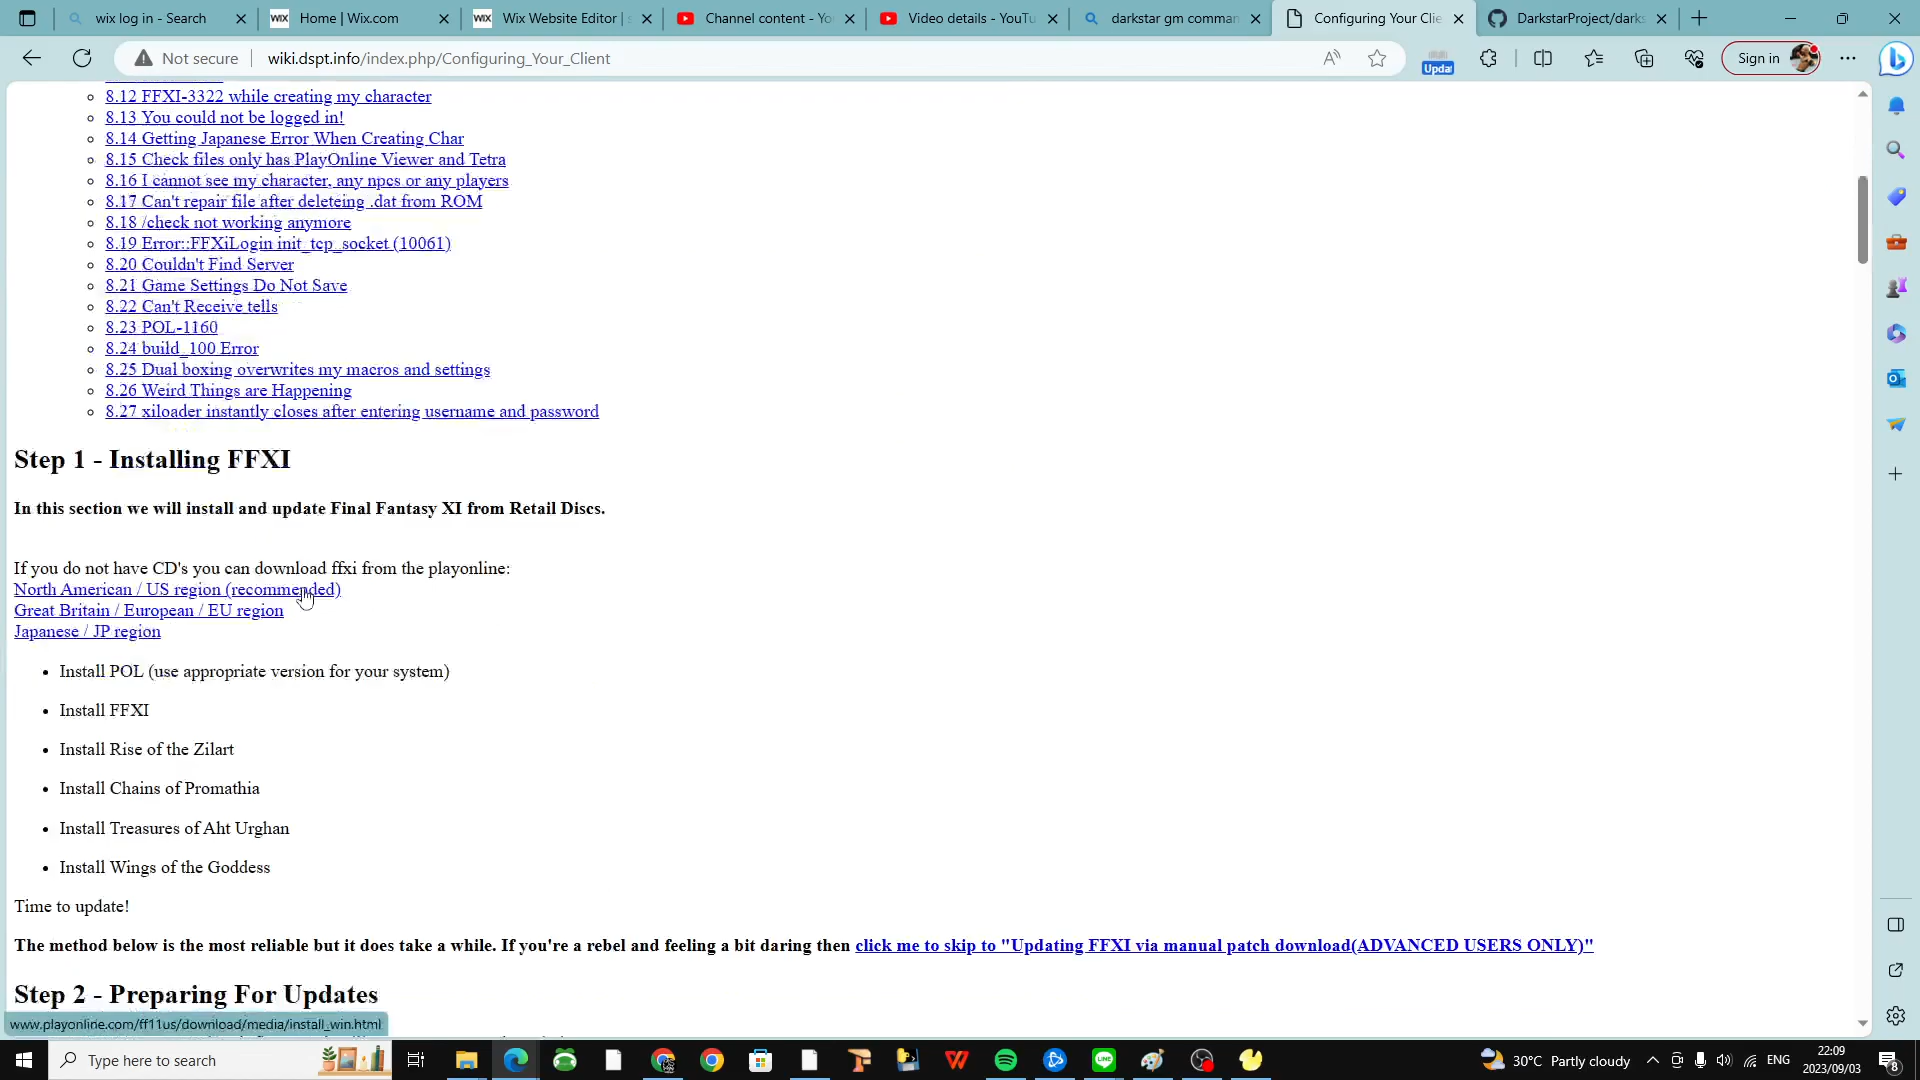 wix log in - Search
Home | Wix.com
Wix Website Editor | s
Channel content - Yo
Video details - YouTu
darkstar gm comman
Configuring Your Clie
DarkstarProject/darks
Not secure
wiki.dspt.info/index.php/Configuring_Your_Client
Upda
Sign in
8.12 FFXI-3322 while creating my character
8.13 You could not be logged in!
8.14 Getting Japanese Error When Creating Char
8.15 Check files only has PlayOnline Viewer and Tetra
8.16 I cannot see my character, any npcs or any players
8.17 Can't repair file after deleteing .dat from ROM
8.18 /check not working anymore
8.19 Error::FFXiLogin init_tcp_socket (10061)
8.20 Couldn't Find Server
8.21 Game Settings Do Not Save
8.22 Can't Receive tells
8.23 POL-1160
8.24 build_100 Error
8.25 Dual boxing overwrites my macros and settings
8.26 Weird Things are Happening
8.27 xiloader instantly closes after entering username and password
Step 1 - Installing FFXI
In this section we will install and update Final Fantasy XI from Retail Discs.
If you do not have CD's you can download ffxi from the playonline:
North American / US region (recommended)
Great Britain / European / EU region
Japanese / JP region
Install POL (use appropriate version for your system)
Install FFXI
Install Rise of the Zilart
Install Chains of Promathia
Install Treasures of Aht Urghan
Install Wings of the Goddess
Time to update!
The method below is the most reliable but it does take a while. If you're a rebel and feeling a bit daring then click me to skip to "Updating FFXI via manual patch download(ADVANCED USERS ONLY)"
Step 2 - Preparing For Updates
www.playonline.com/ff11us/download/media/install_win.html
Type here to search
30°C Partly cloudy
ENG
22:09
2023/09/03
8